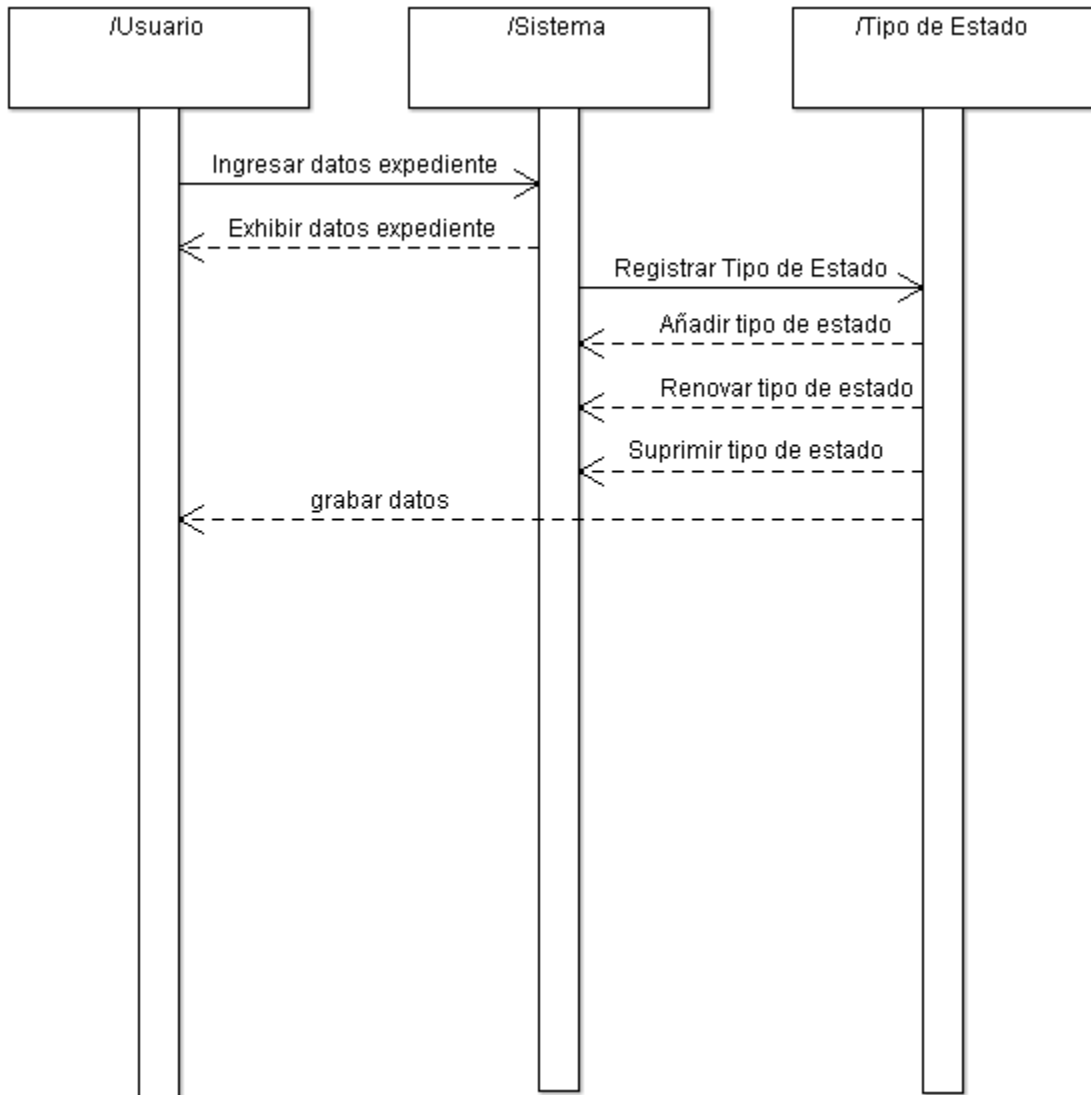 /Usuario
/Sistema
/Tipo de Estado
Ingresar datos expediente
Exhibir datos expediente
Registrar Tipo de Estado
Añadir tipo de estado
Renovar tipo de estado
Suprimir tipo de estado
grabar datos